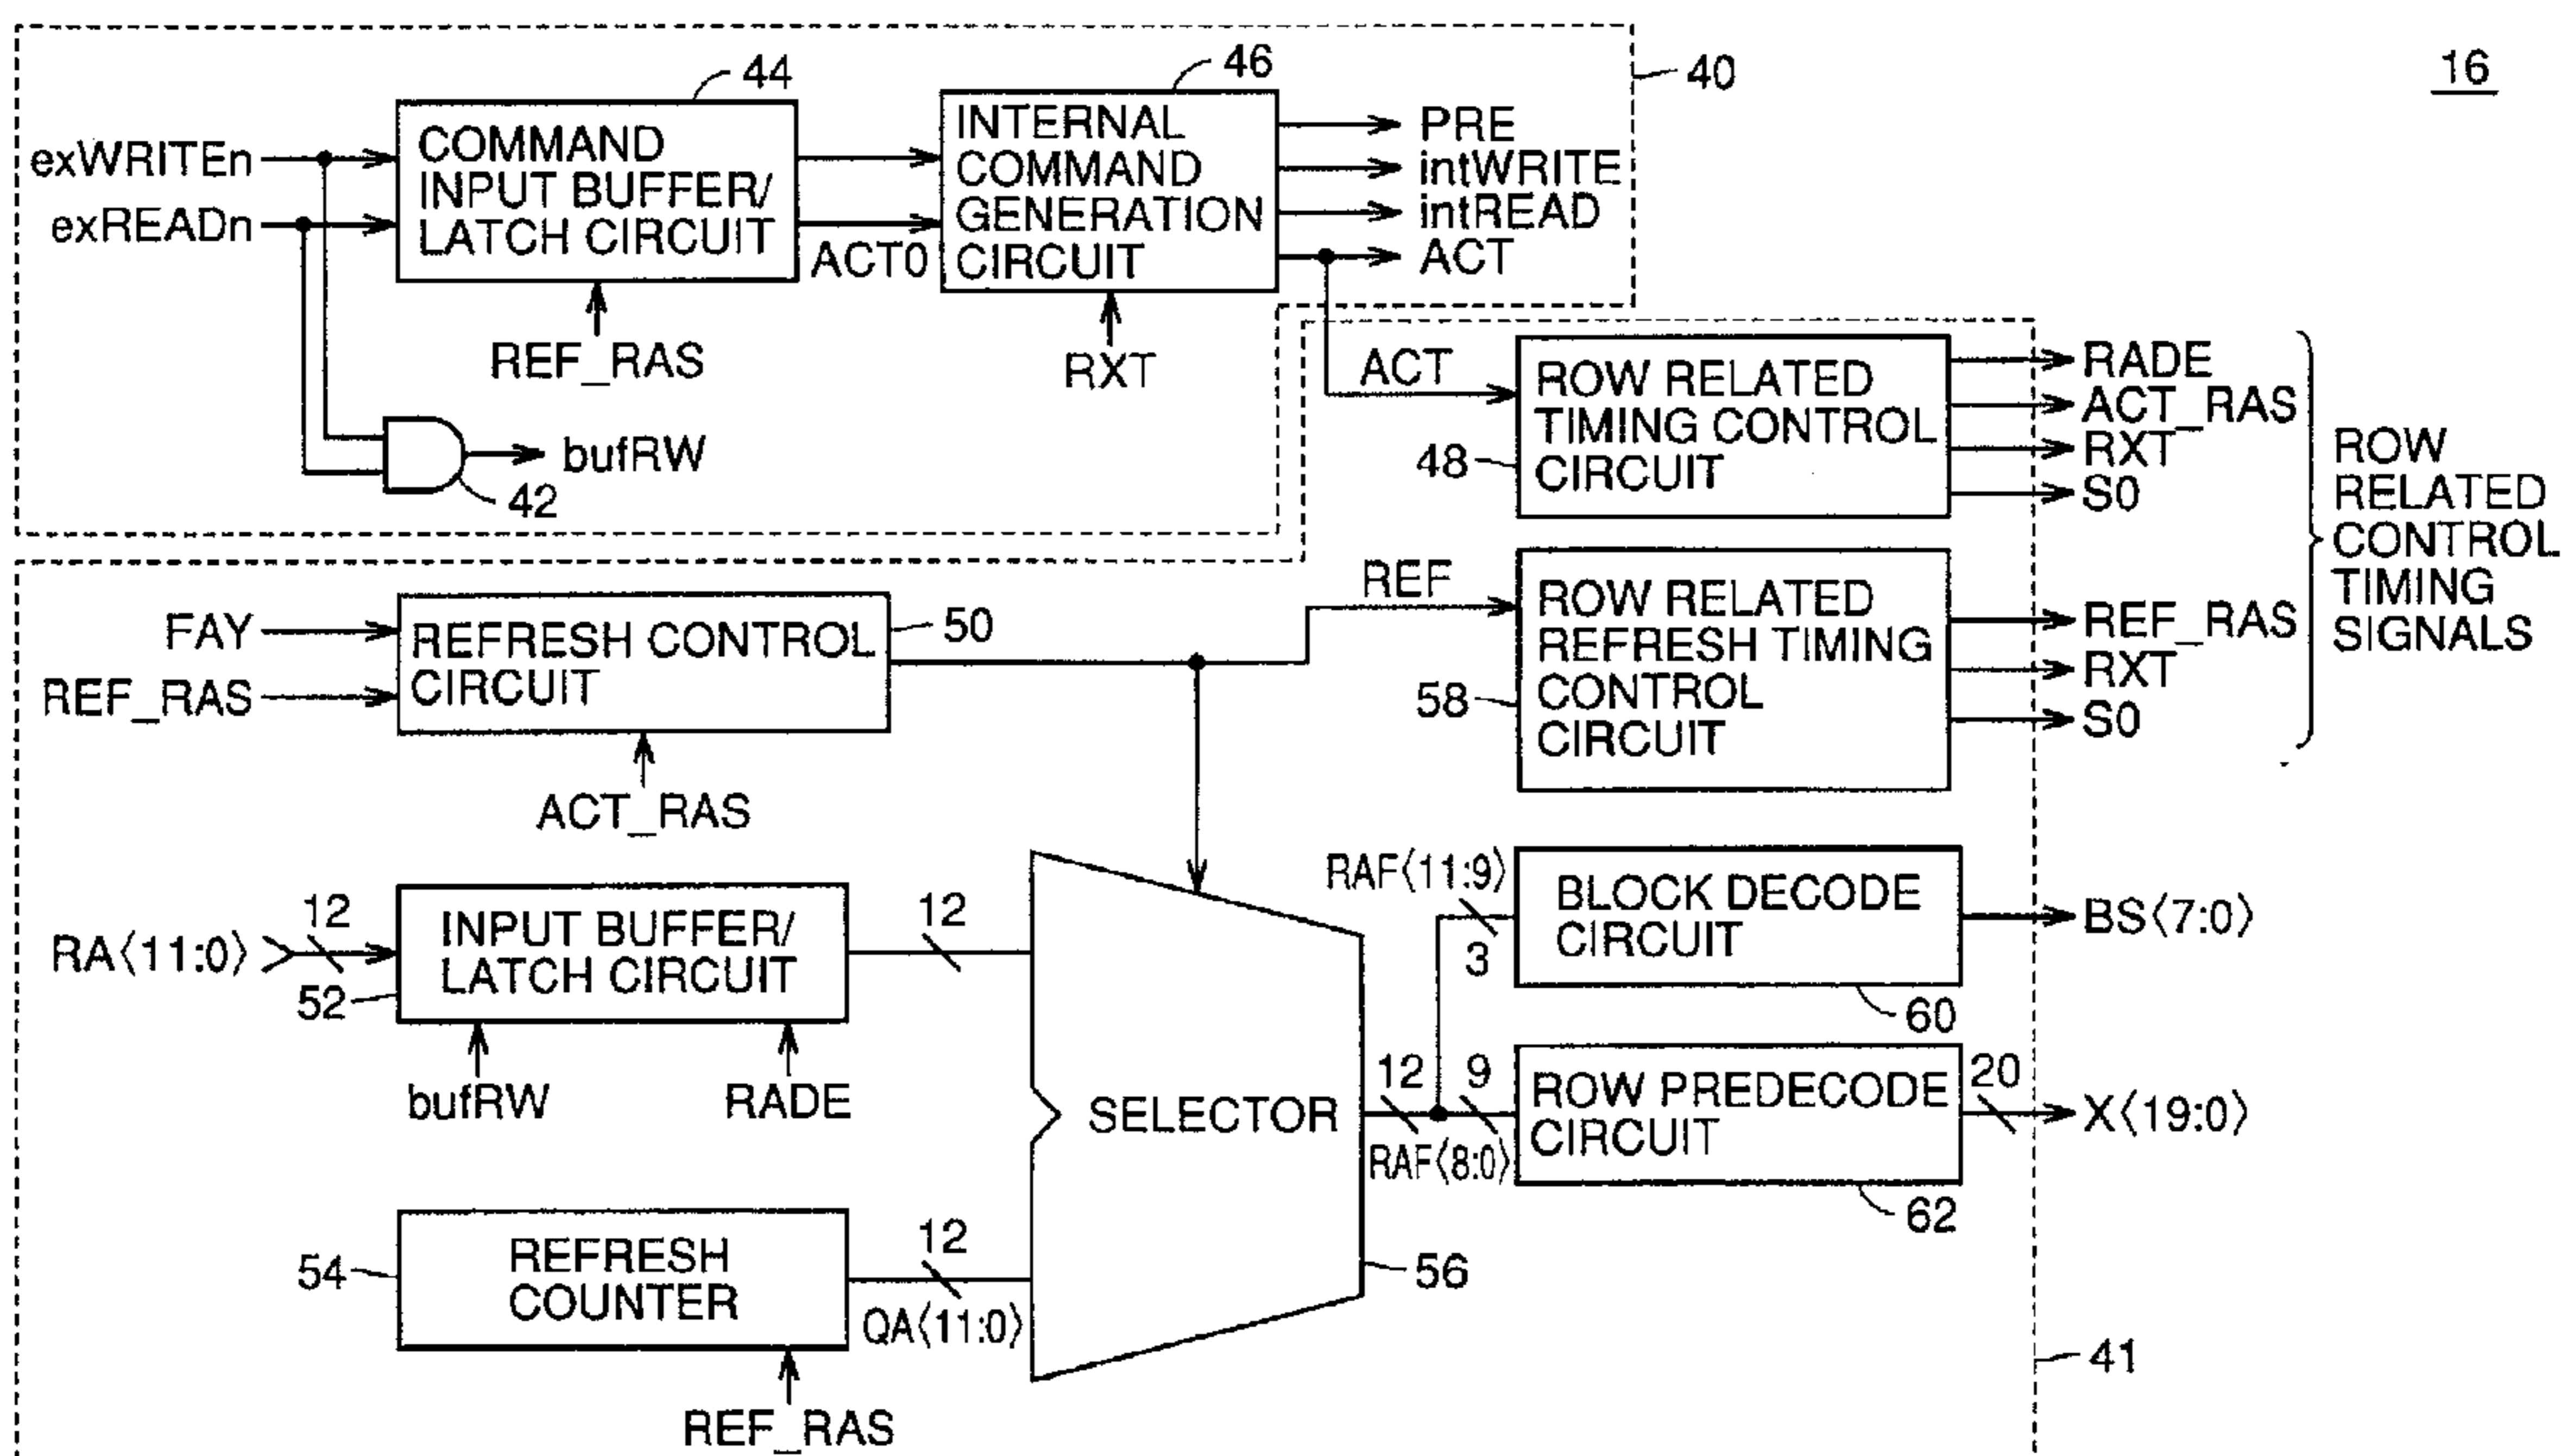 16
40
44
46
exWRITEn
exREADn
COMMAND
INPUT BUFFER/
LATCH CIRCUIT
ACT0
INTERNAL
COMMAND
GENERATION
CIRCUIT
PRE
intWRITE
intREAD
ACT
REF_RAS
RXT
bufRW
42
ACT
ROW RELATED
TIMING CONTROL
CIRCUIT
48
RADE
ACT_RAS
RXT
S0
ROW
RELATED
CONTROL
TIMING
SIGNALS
FAY
REF_RAS
REFRESH CONTROL
CIRCUIT
50
ACT_RAS
REF
ROW RELATED
REFRESH TIMING
CONTROL
CIRCUIT
58
REF_RAS
RXT
S0
RA⟨11:0⟩
12
INPUT BUFFER/
LATCH CIRCUIT
52
12
bufRW
RADE
SELECTOR
56
RAF⟨11:9⟩
3
BLOCK DECODE
CIRCUIT
60
BS⟨7:0⟩
12
9
RAF⟨8:0⟩
ROW PREDECODE
CIRCUIT
62
20
X⟨19:0⟩
54
REFRESH
COUNTER
12
QA⟨11:0⟩
REF_RAS
41